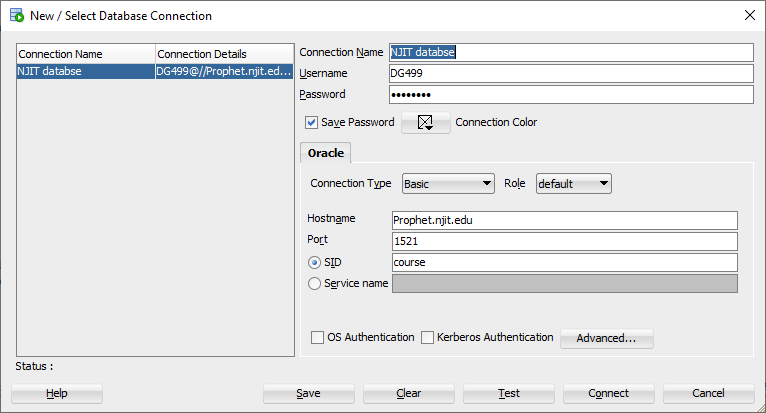 New / Select Database Connection
Connection Name Connection Details
NJIT databse DG499@//Prophet.njit.ed...
Connection Name NJIT databse
Username DG499
Password ••••••••
Save Password Connection Color
Oracle
Connection Type Basic Role default
Hostname Prophet.njit.edu
Port 1521
SID course
Service name
OS Authentication Kerberos Authentication Advanced...
Status :
Help Save Clear Test Connect Cancel